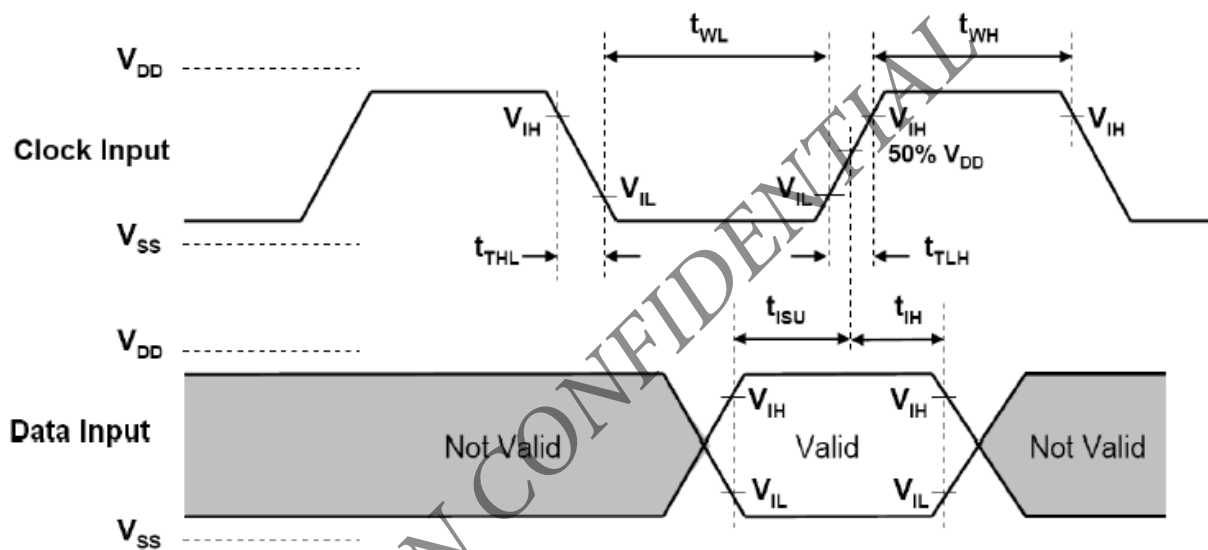 t_WL
t_WH
V_DD
V_IH
V_IH
V_IH
Clock Input
50% V_DD
V_IL
V_IL
V_SS
t_THL
t_TLH
t_ISU
t_IH
V_DD
V_IH
V_IH
Data Input
Not Valid
Valid
Not Valid
V_IL
V_IL
V_SS
CONFIDENTIAL